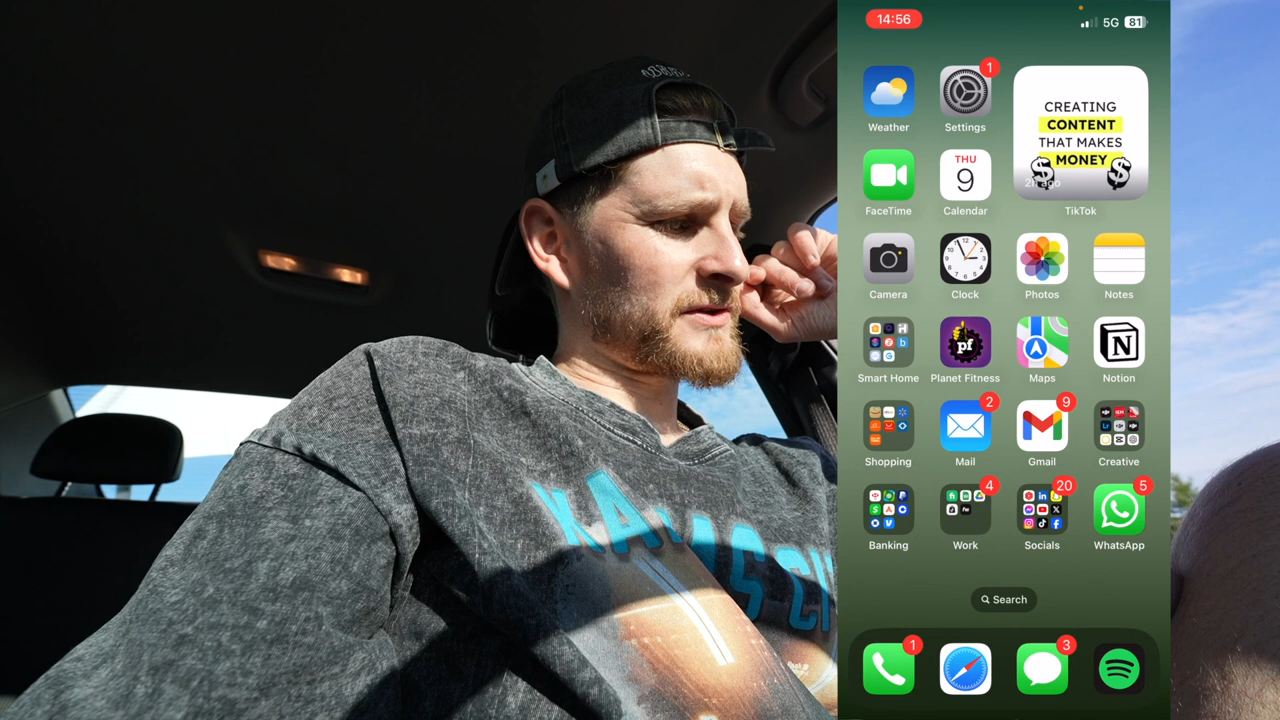 14:56
5G 81
Weather
Settings
1
CREATING
CONTENT
THAT MAKES
MONEY
$ $
2h ago
TikTok
FaceTime
THU
9
Calendar
Camera
Clock
Photos
Notes
Smart Home
pf
Planet Fitness
Maps
N
Notion
Shopping
2
Mail
9
Gmail
Creative
Banking
4
Work
20
Socials
5
WhatsApp
Search
1
3